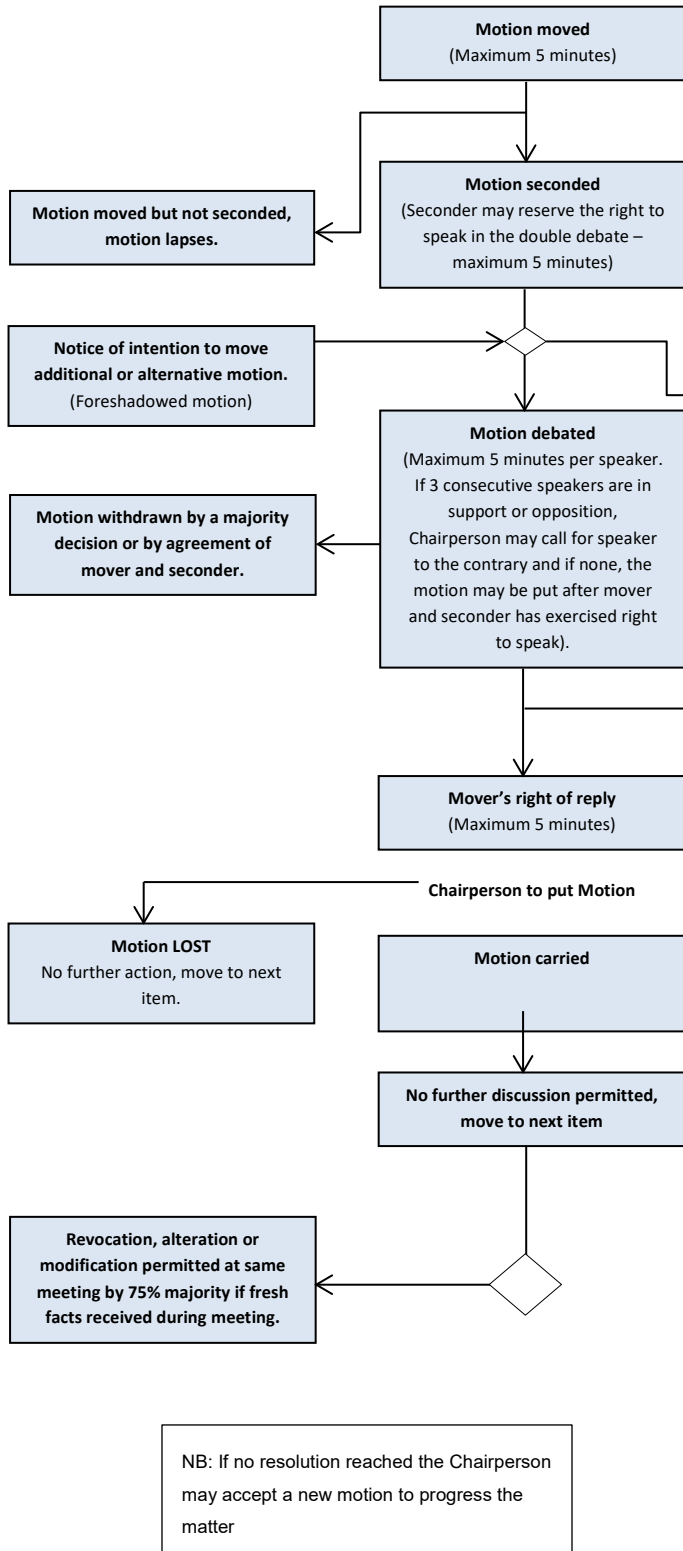 Motion moved
(Maximum 5 minutes)
Motion seconded
(Seconder may reserve the right to
speak in the double debate –
maximum 5 minutes)
Motion moved but not seconded,
motion lapses.
Notice of intention to move
additional or alternative motion.
(Foreshadowed motion)
Motion debated
(Maximum 5 minutes per speaker.
If 3 consecutive speakers are in
support or opposition,
Chairperson may call for speaker
to the contrary and if none, the
motion may be put after mover
and seconder has exercised right
to speak).
Motion withdrawn by a majority
decision or by agreement of
mover and seconder.
Mover’s right of reply
(Maximum 5 minutes)
Chairperson to put Motion
Motion LOST
No further action, move to next
item.
Motion carried
No further discussion permitted,
move to next item
Revocation, alteration or
modification permitted at same
meeting by 75% majority if fresh
facts received during meeting.
NB: If no resolution reached the Chairperson
may accept a new motion to progress the
matter